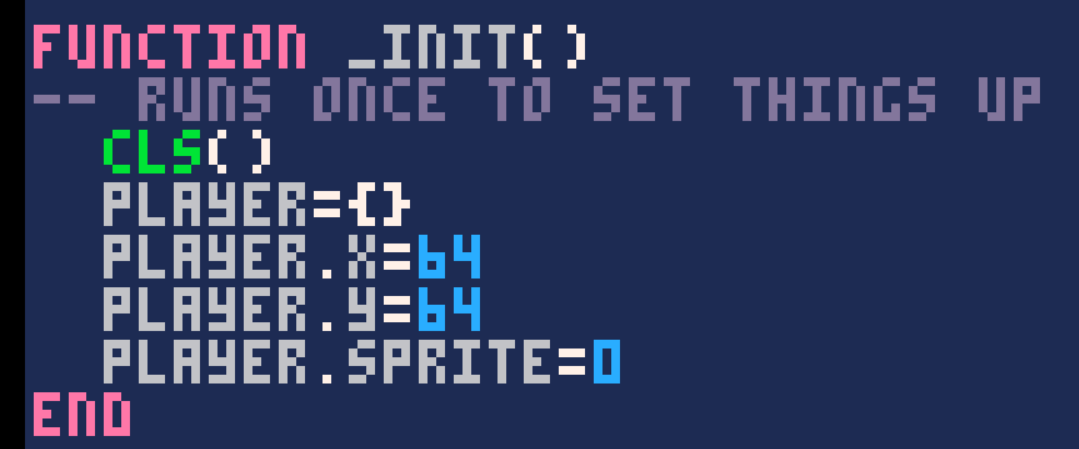 FUNCTION _INIT()
-- RUNS ONCE TO SET THINGS UP
   CLS()
   PLAYER={}
   PLAYER.X=64
   PLAYER.Y=64
   PLAYER.SPRITE=0
END